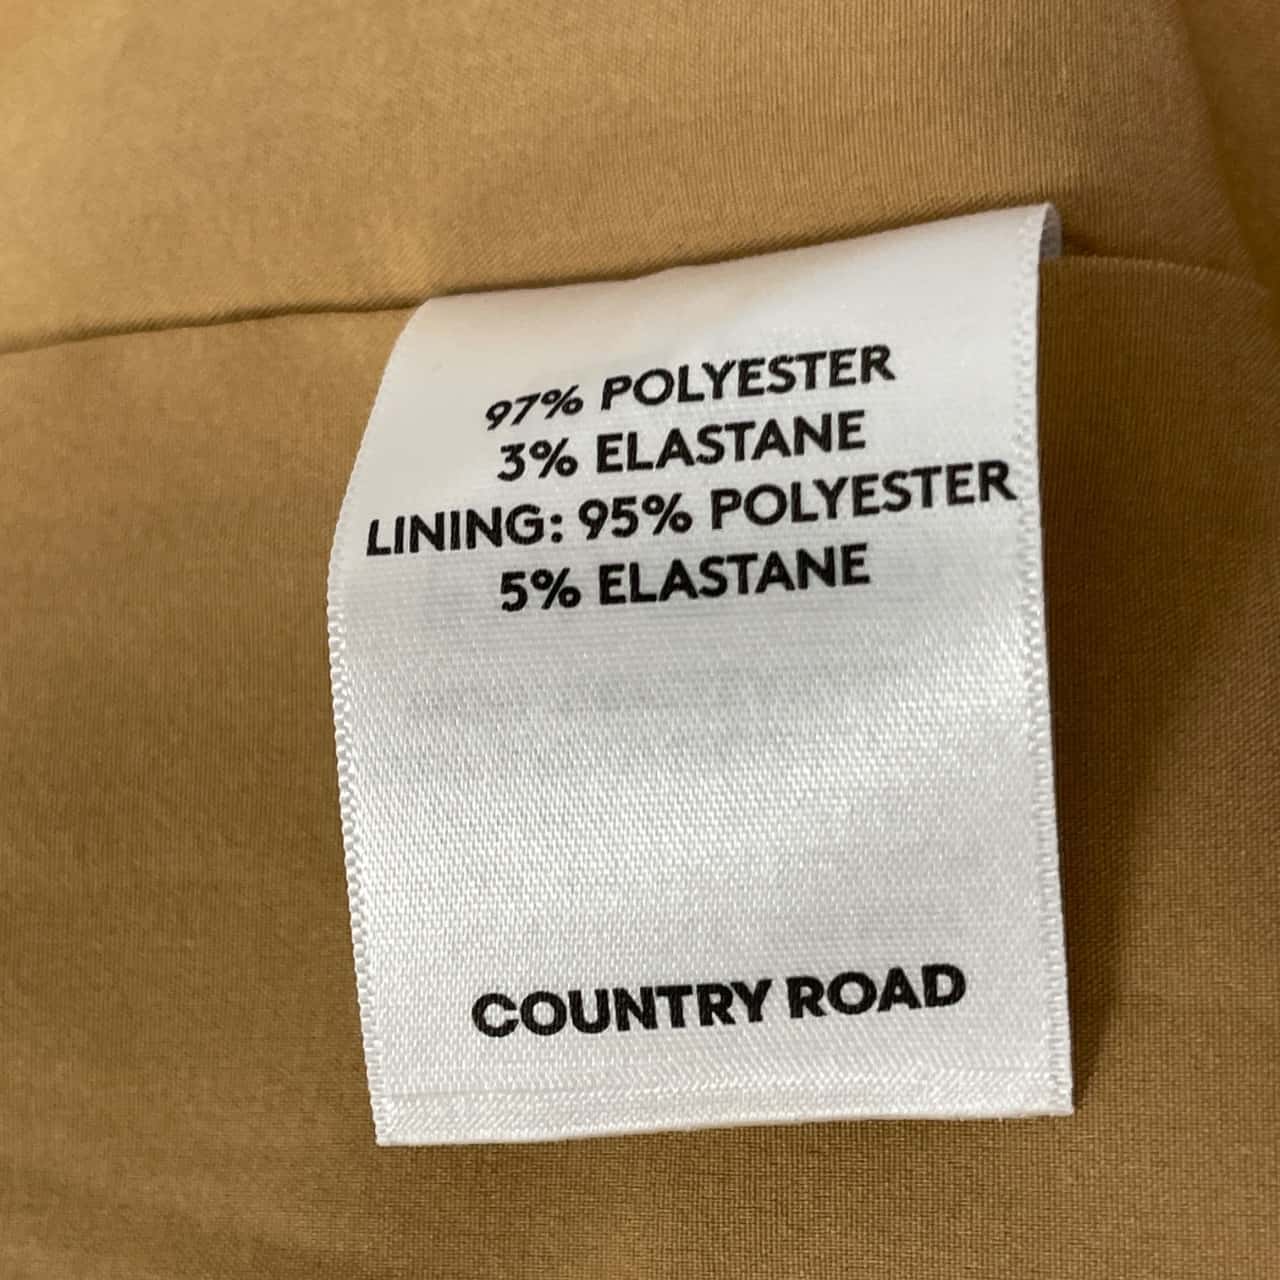 97% POLYESTER
3% ELASTANE
LINING: 95% POLYESTER
5% ELASTANE
COUNTRY ROAD